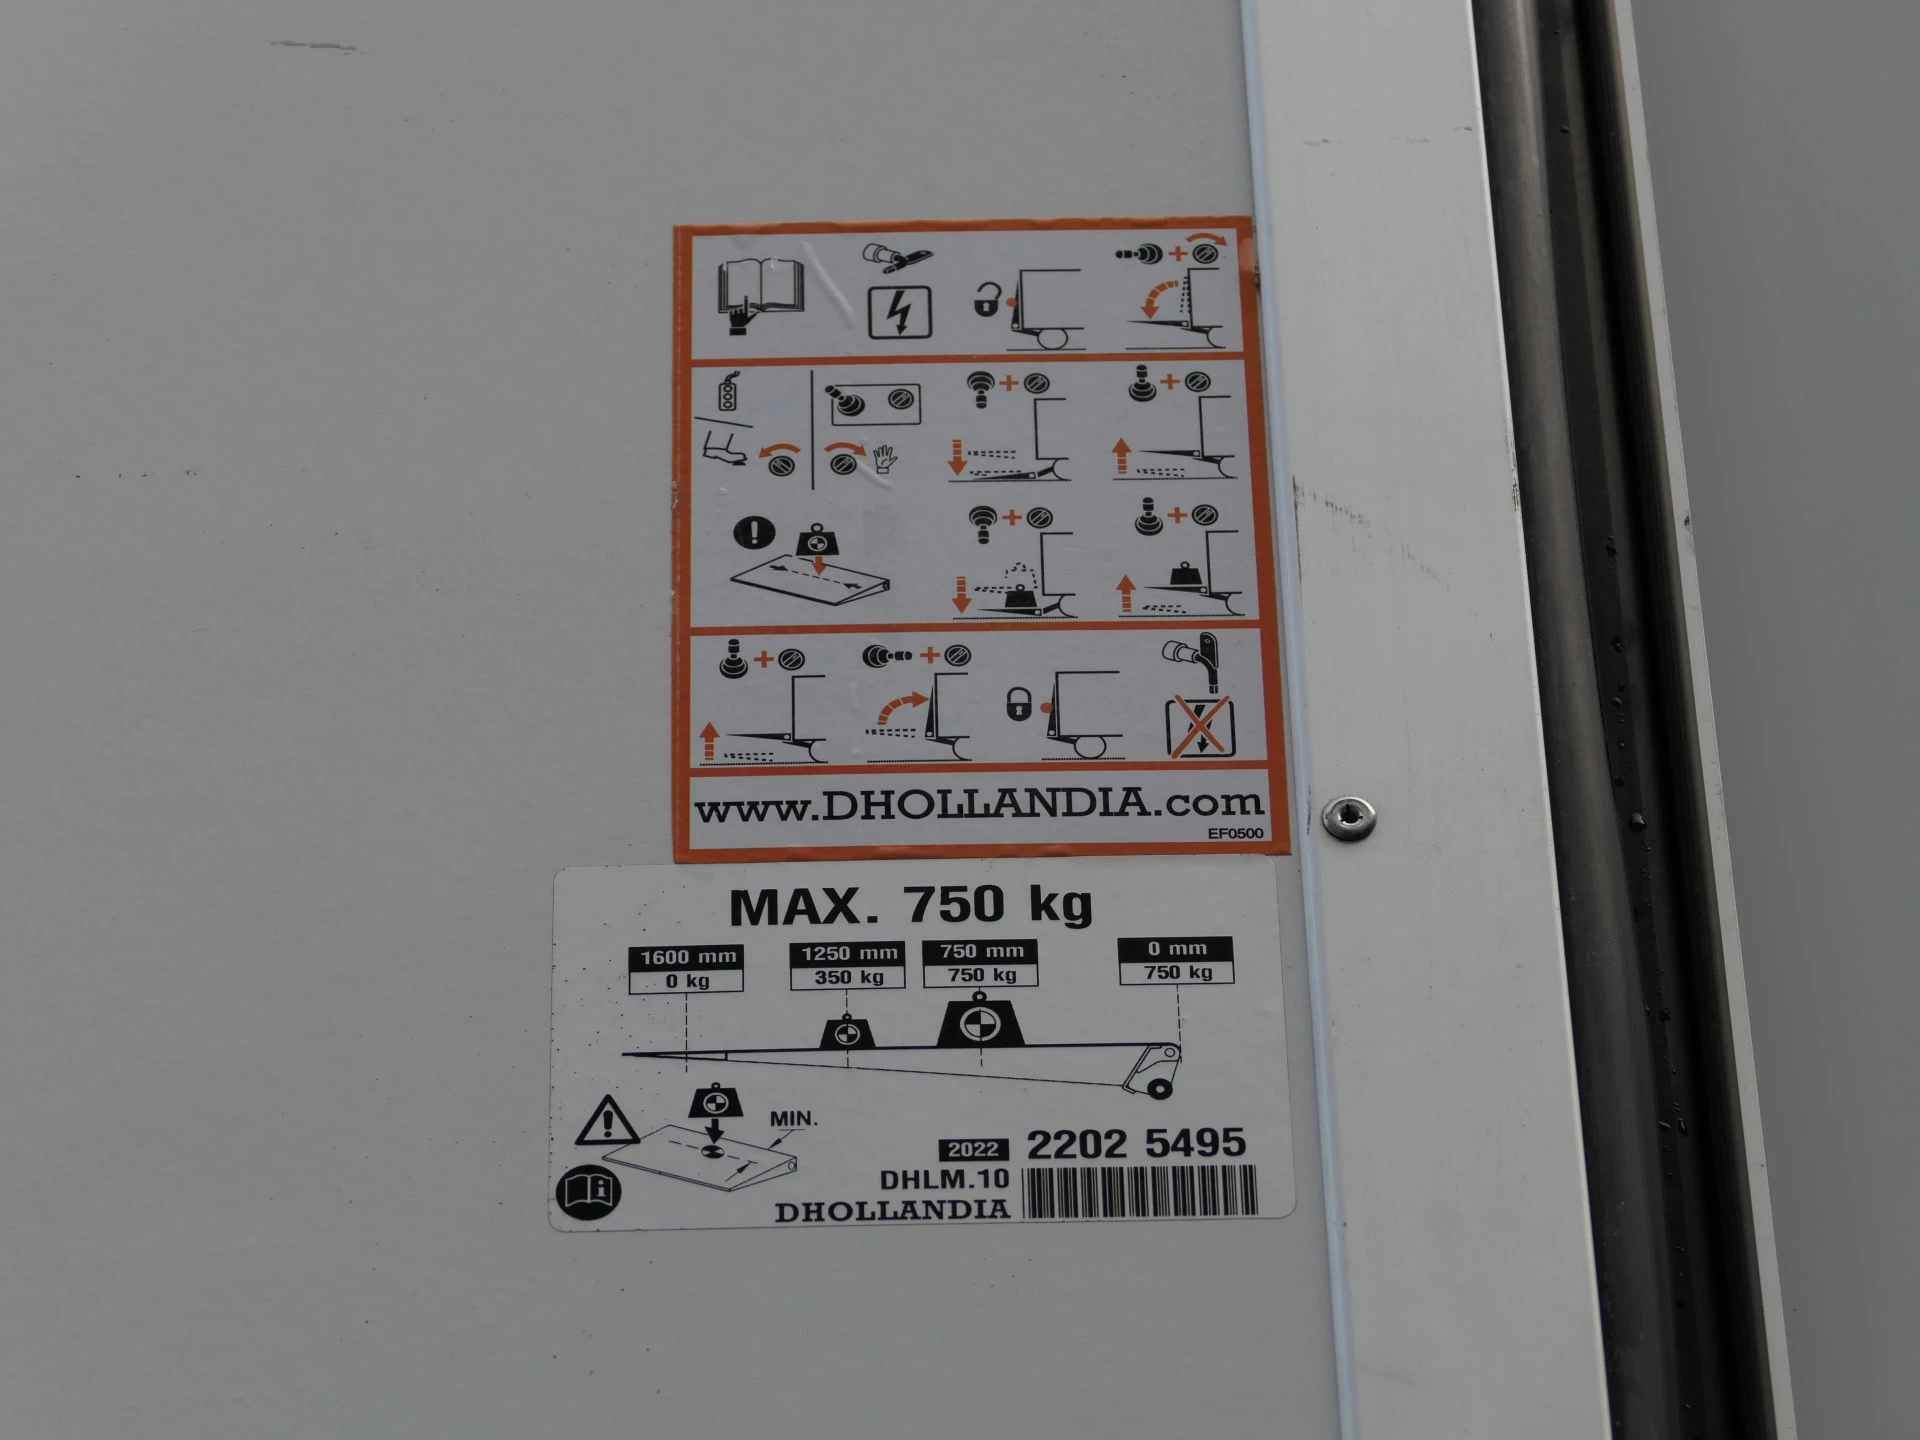 www.DHOLLANDIA.com
EF0500
MAX. 750 kg
1600 mm 1250 mm 750 mm 0 mm
0 kg 350 kg 750 kg 750 kg
MIN.
2022 2202 5495
DHLM.10
DHOLLANDIA